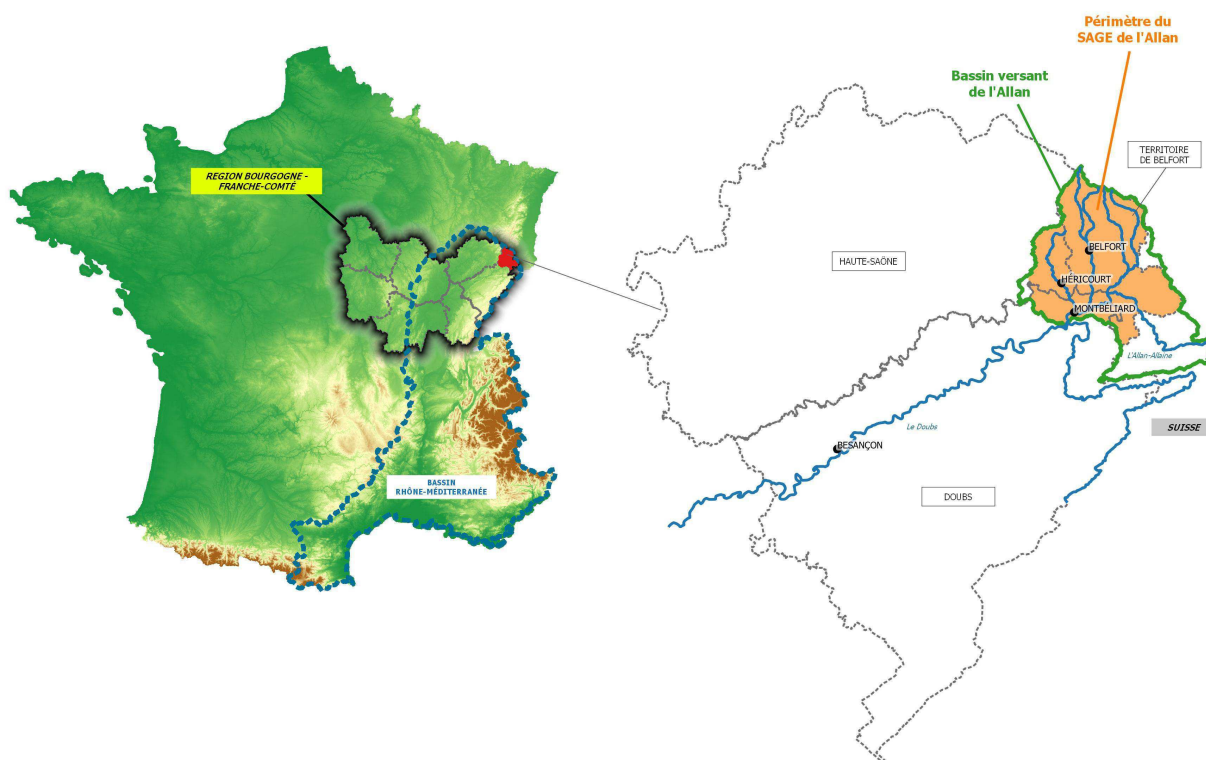 Périmètre du
SAGE de l'Allan
Bassin versant
de l'Allan
TERRITOIRE
DE BELFORT
REGION BOURGOGNE -
FRANCHE-COMTÉ
BELFORT
HAUTE-SAÔNE
HÉRICOURT
MONTBÉLIARD
L'Allan-Allaine
Le Doubs
SUISSE
BESANÇON
BASSIN
RHÔNE-MÉDITERRANÉE
DOUBS